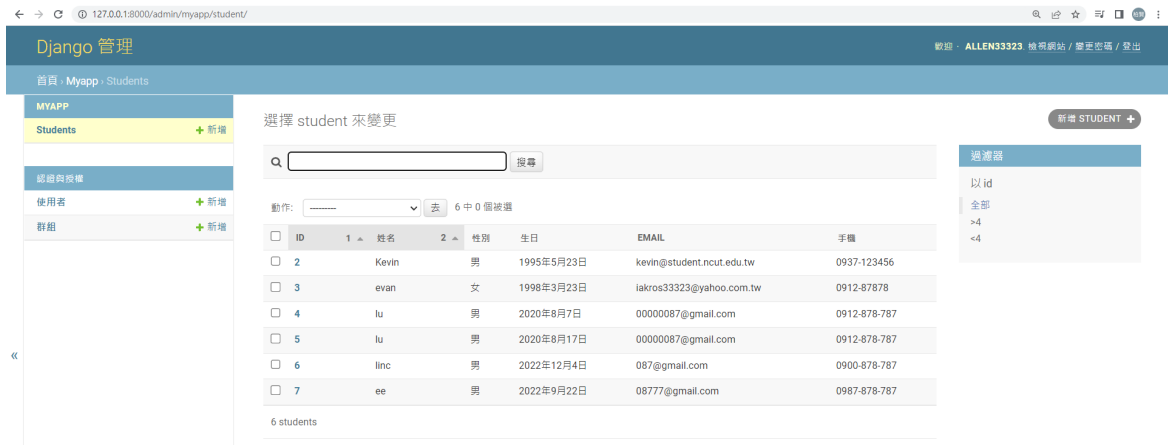 127.0.0.1:8000/admin/myapp/student/
Django 管理
歡迎，ALLEN33323. 檢視網站 / 變更密碼 / 登出
首頁 › Myapp › Students
MYAPP
Students + 新增
認證與授權
使用者 + 新增
群組 + 新增
«
選擇 student 來變更
新增 STUDENT +
搜尋
動作: --------- 去 6 中 0 個被選
ID 1 姓名 2 性別 生日 EMAIL 手機
2 Kevin 男 1995年5月23日 kevin@student.ncut.edu.tw 0937-123456
3 evan 女 1998年3月23日 iakros33323@yahoo.com.tw 0912-87878
4 lu 男 2020年8月7日 00000087@gmail.com 0912-878-787
5 lu 男 2020年8月17日 00000087@gmail.com 0912-878-787
6 linc 男 2022年12月4日 087@gmail.com 0900-878-787
7 ee 男 2022年9月22日 08777@gmail.com 0987-878-787
6 students
過濾器
以 id
全部
>4
<4